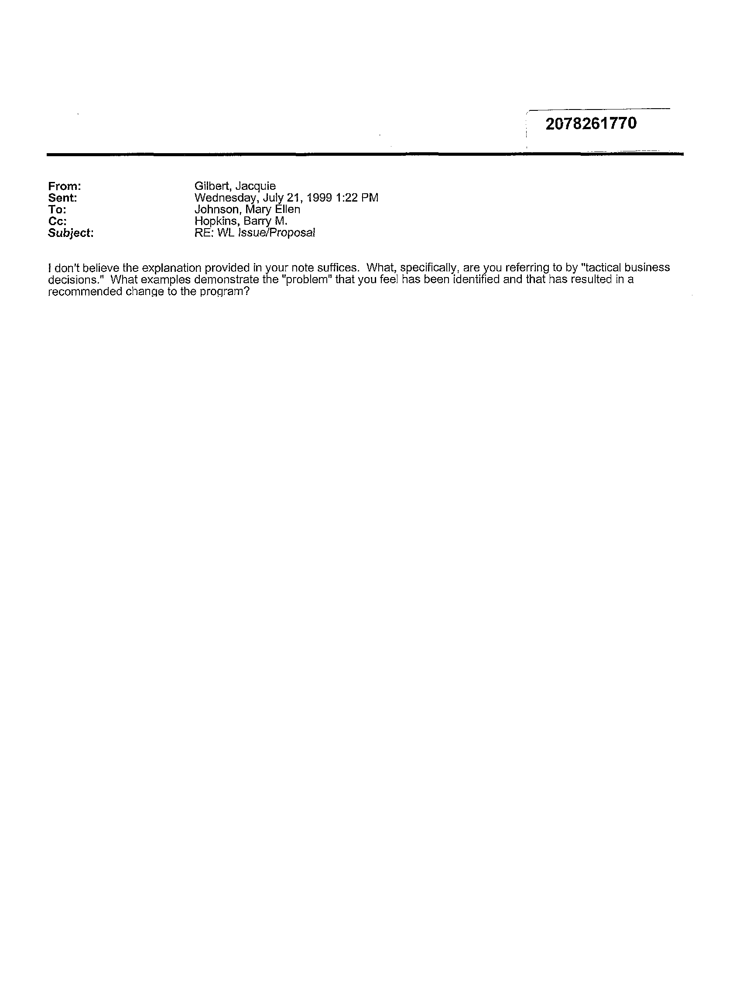 2078261770
From: Gilbert, Jacquie
Sent: Wednesday, July 21, 1999 1:22 PM
To: Johnson, Mary Ellen
Cc: Hopkins, Barry M.
Subject: RE: WL Issue/Proposal
I don't believe the explanation provided in your note suffices. What, specifically, are you referring to by "tactical business
decisions." What examples demonstrate the "problem" that you feel has been identified and that has resulted in a
recommended change to the program?